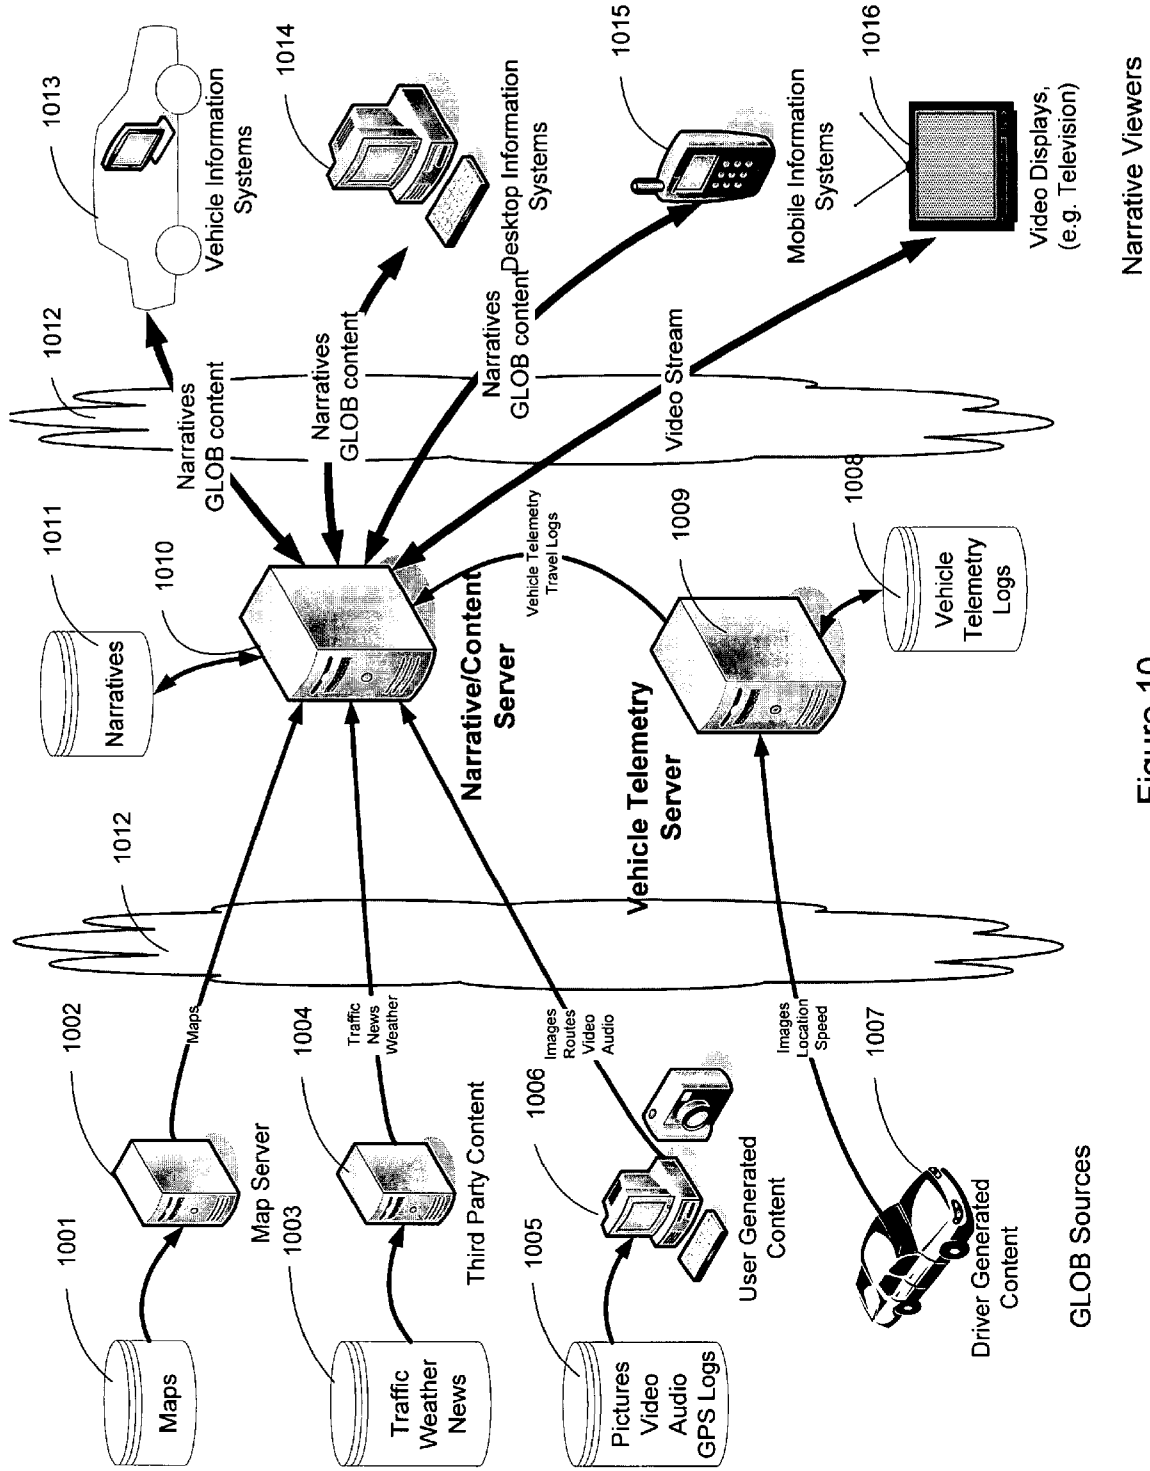 1001
Maps
1002
Map Server
Maps
1003
Traffic
Weather
News
1004
Third Party Content
Traffic
News
Weather
1005
Pictures
Video
Audio
GPS Logs
1006
User Generated
Content
Images
Routes
Video
Audio
1007
Driver Generated
Content
Images
Location
Speed
GLOB Sources
1012
1011
Narratives
1010
Narrative/Content
Server
Vehicle Telemetry
Server
1009
Vehicle Telemetry
Travel Logs
1008
Vehicle
Telemetry
Logs
1012
Narratives
GLOB content
Narratives
GLOB content
Narratives
GLOB content
Video Stream
1013
Vehicle Information
Systems
1014
Desktop Information
Systems
1015
Mobile Information
Systems
1016
Video Displays,
(e.g. Television)
Narrative Viewers
Figure 10